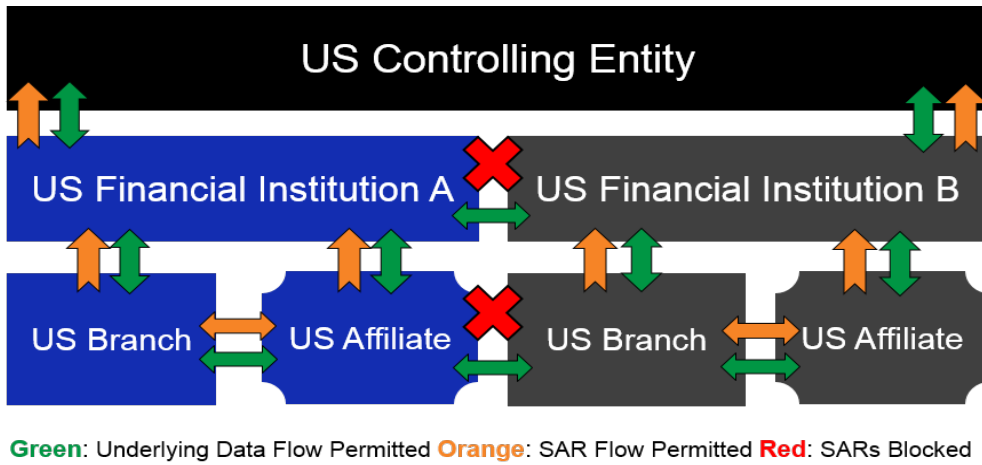 US Controlling Entity
US Financial Institution A
US Financial Institution B
US Branch
US Affiliate
US Branch
US Affiliate
Green: Underlying Data Flow Permitted Orange: SAR Flow Permitted Red: SARs Blocked